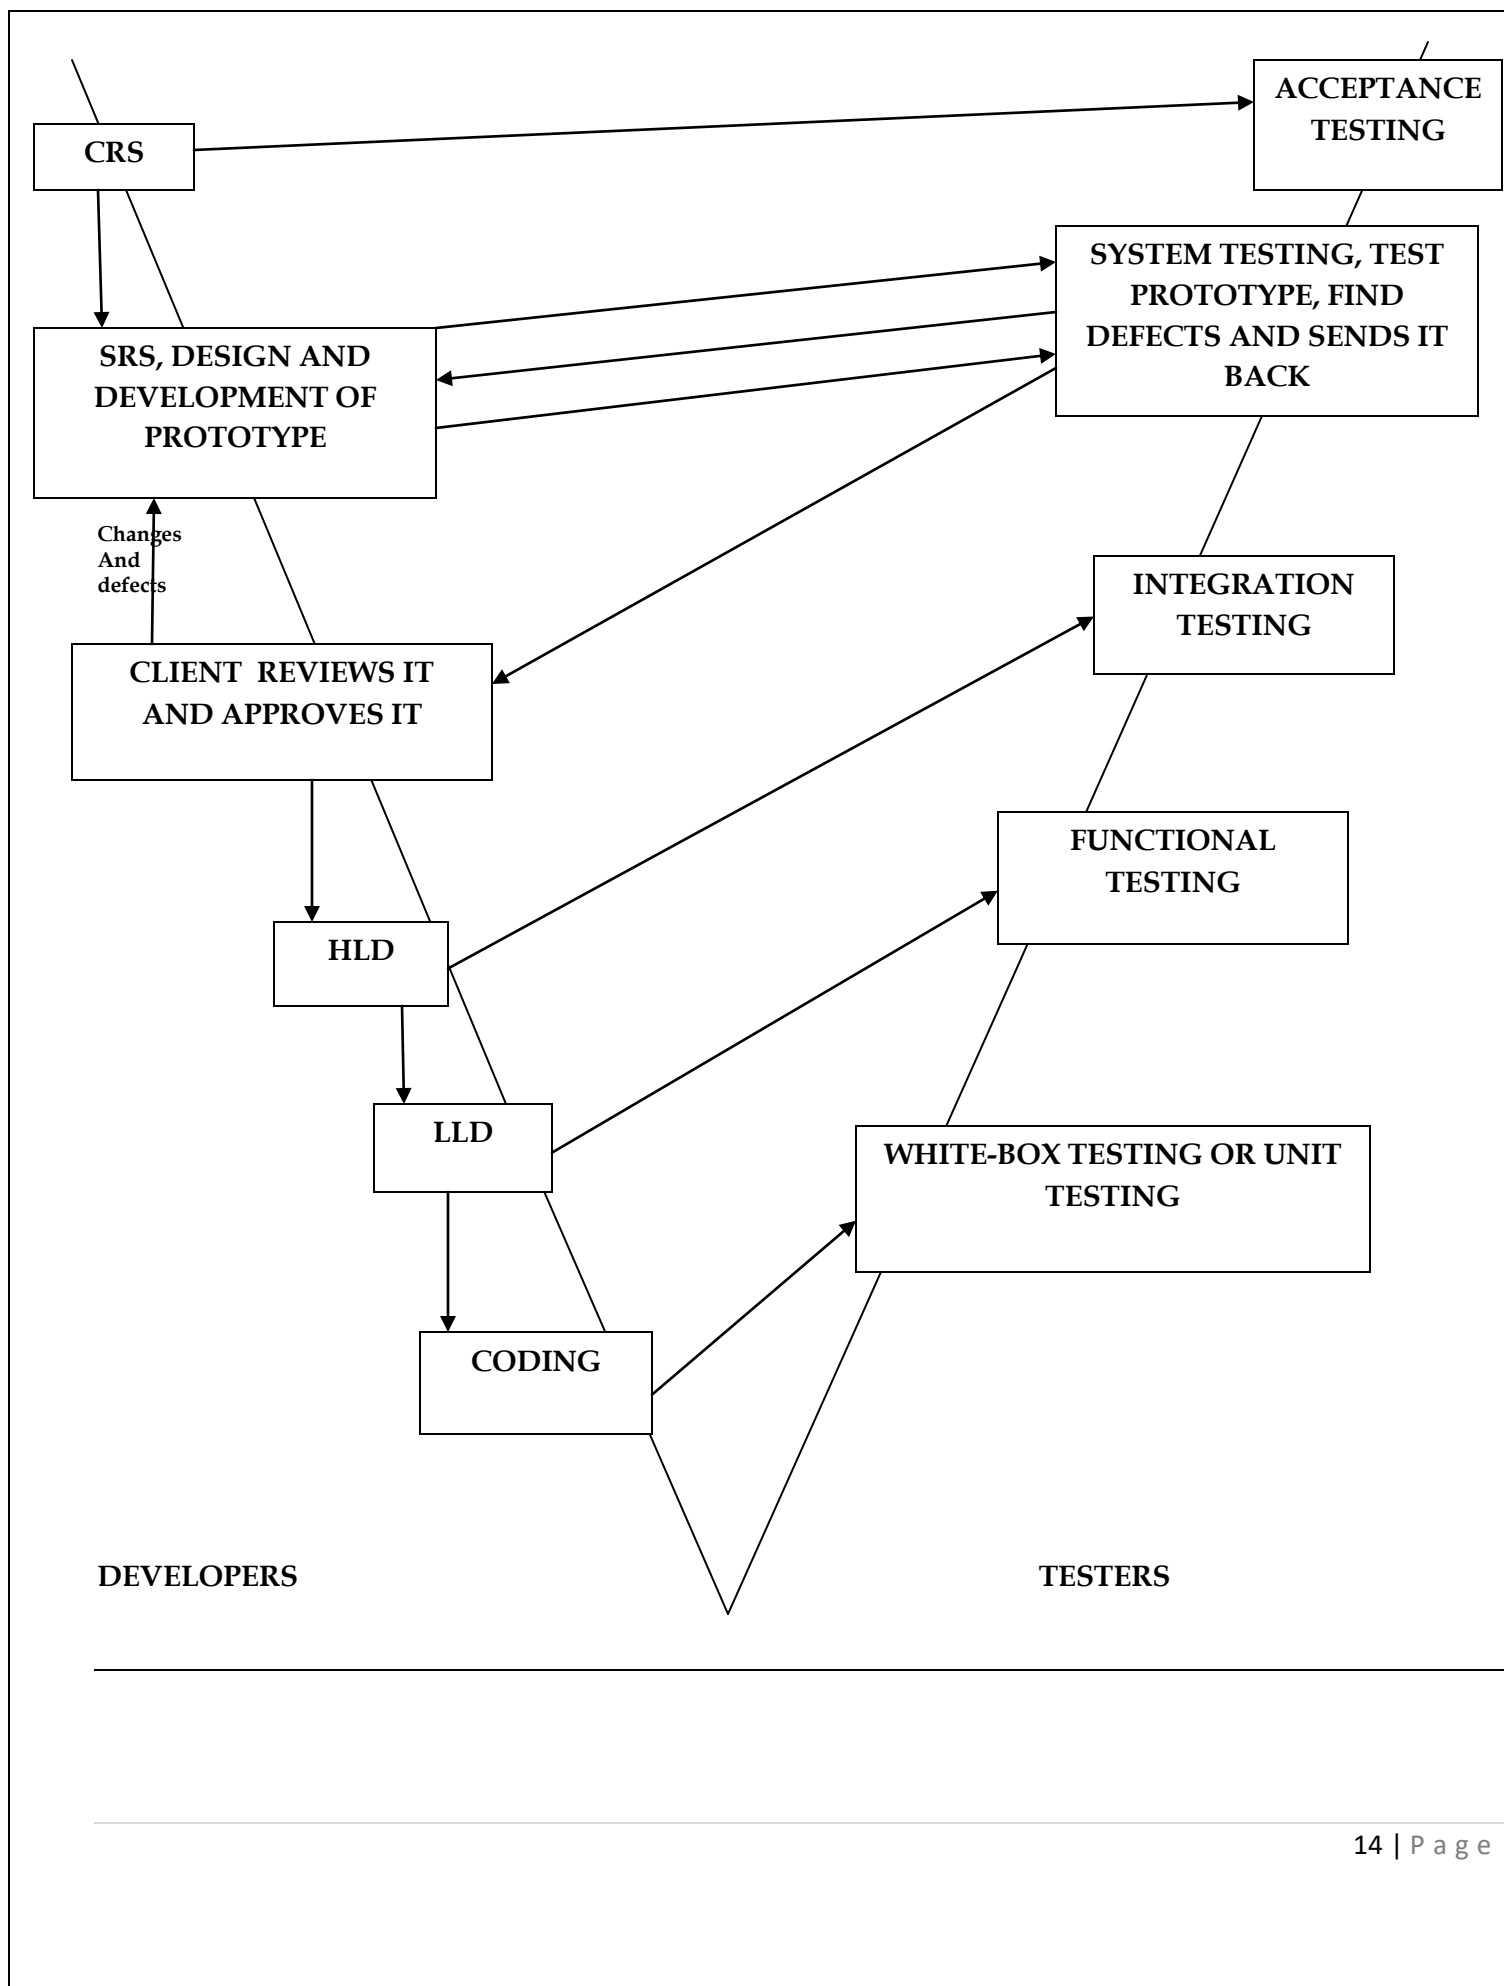 ACCEPTANCE
TESTING
CRS
SYSTEM TESTING, TEST
PROTOTYPE, FIND
DEFECTS AND SENDS IT
BACK
SRS, DESIGN AND
DEVELOPMENT OF
PROTOTYPE
Changes
And
defects
INTEGRATION
TESTING
CLIENT  REVIEWS IT
AND APPROVES IT
FUNCTIONAL
TESTING
HLD
LLD
WHITE-BOX TESTING OR UNIT
TESTING
CODING
DEVELOPERS
TESTERS
14 | P a g e